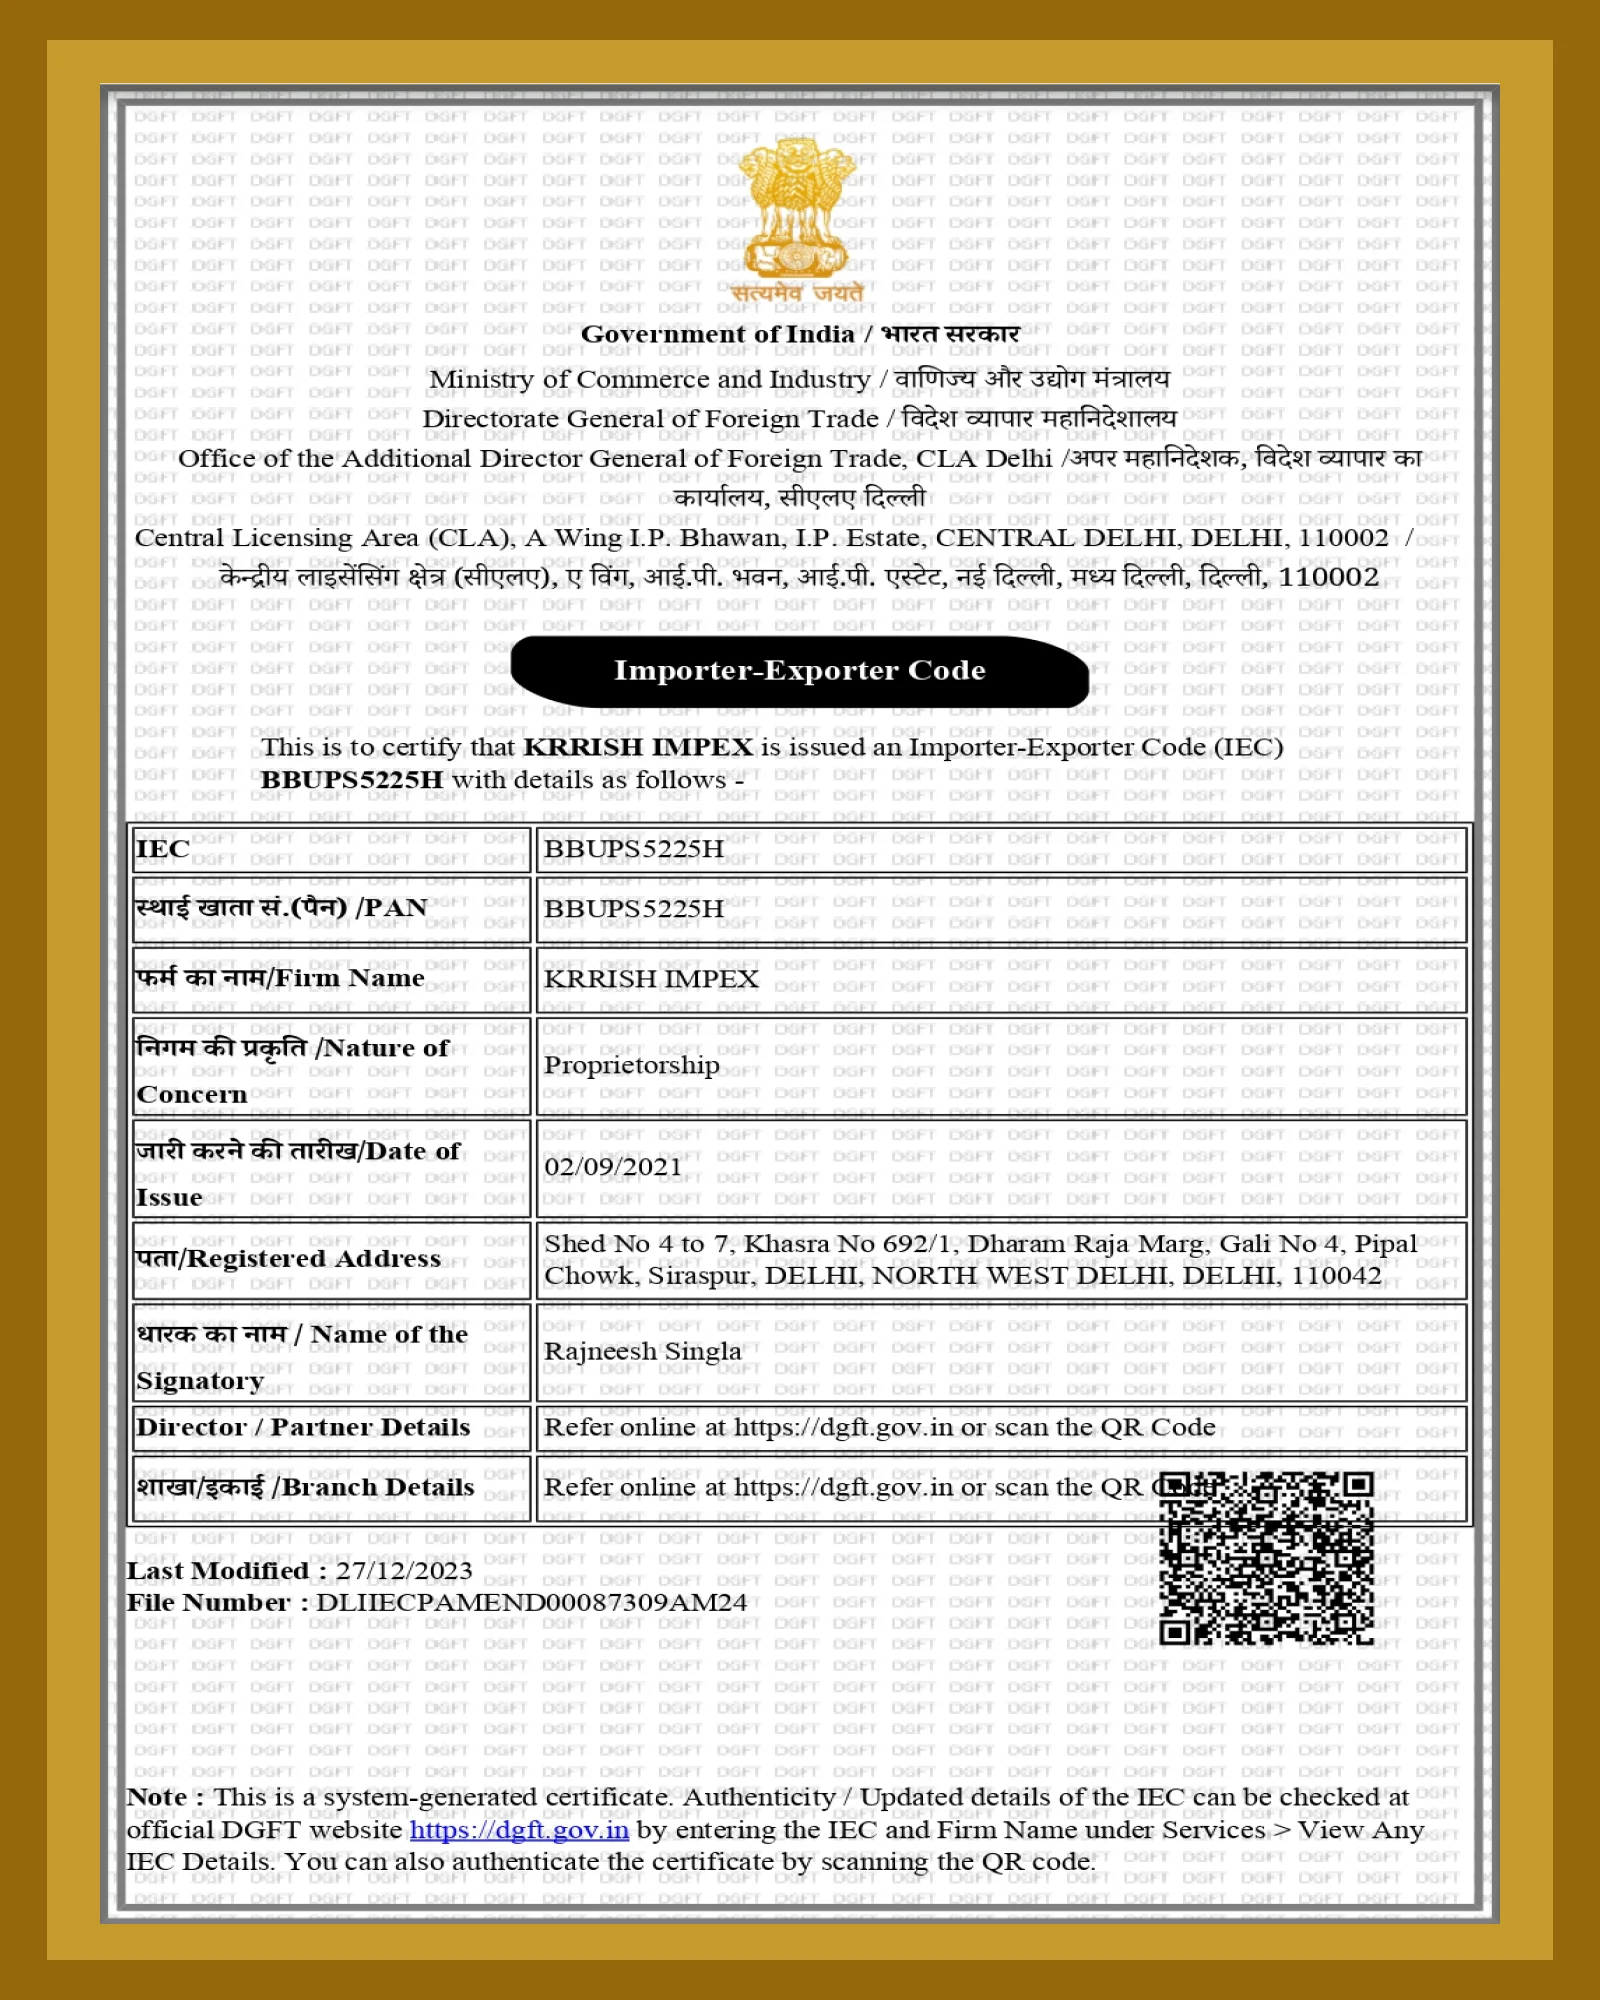 सत्यमेव जयते
Government of India / भारत सरकार
Ministry of Commerce and Industry / वाणिज्य और उद्योग मंत्रालय
Directorate General of Foreign Trade / विदेश व्यापार महानिदेशालय
Office of the Additional Director General of Foreign Trade, CLA Delhi /अपर महानिदेशक, विदेश व्यापार का
कार्यालय, सीएलए दिल्ली
Central Licensing Area (CLA), A Wing I.P. Bhawan, I.P. Estate, CENTRAL DELHI, DELHI, 110002 /
केन्द्रीय लाइसेंसिंग क्षेत्र (सीएलए), ए विंग, आई.पी. भवन, आई.पी. एस्टेट, नई दिल्ली, मध्य दिल्ली, दिल्ली, 110002
Importer-Exporter Code
This is to certify that KRRISH IMPEX is issued an Importer-Exporter Code (IEC)
BBUPS5225H with details as follows -
IEC BBUPS5225H
स्थाई खाता सं.(पैन) /PAN BBUPS5225H
फर्म का नाम/Firm Name KRRISH IMPEX
निगम की प्रकृति /Nature of
Concern
Proprietorship
जारी करने की तारीख/Date of
Issue
02/09/2021
पता/Registered Address
Shed No 4 to 7, Khasra No 692/1, Dharam Raja Marg, Gali No 4, Pipal
Chowk, Siraspur, DELHI, NORTH WEST DELHI, DELHI, 110042
धारक का नाम / Name of the
Signatory
Rajneesh Singla
Director / Partner Details Refer online at https://dgft.gov.in or scan the QR Code
शाखा/इकाई /Branch Details Refer online at https://dgft.gov.in or scan the QR Code
Last Modified : 27/12/2023
File Number : DLIIECPAMEND00087309AM24
Note : This is a system-generated certificate. Authenticity / Updated details of the IEC can be checked at
official DGFT website https://dgft.gov.in by entering the IEC and Firm Name under Services > View Any
IEC Details. You can also authenticate the certificate by scanning the QR code.